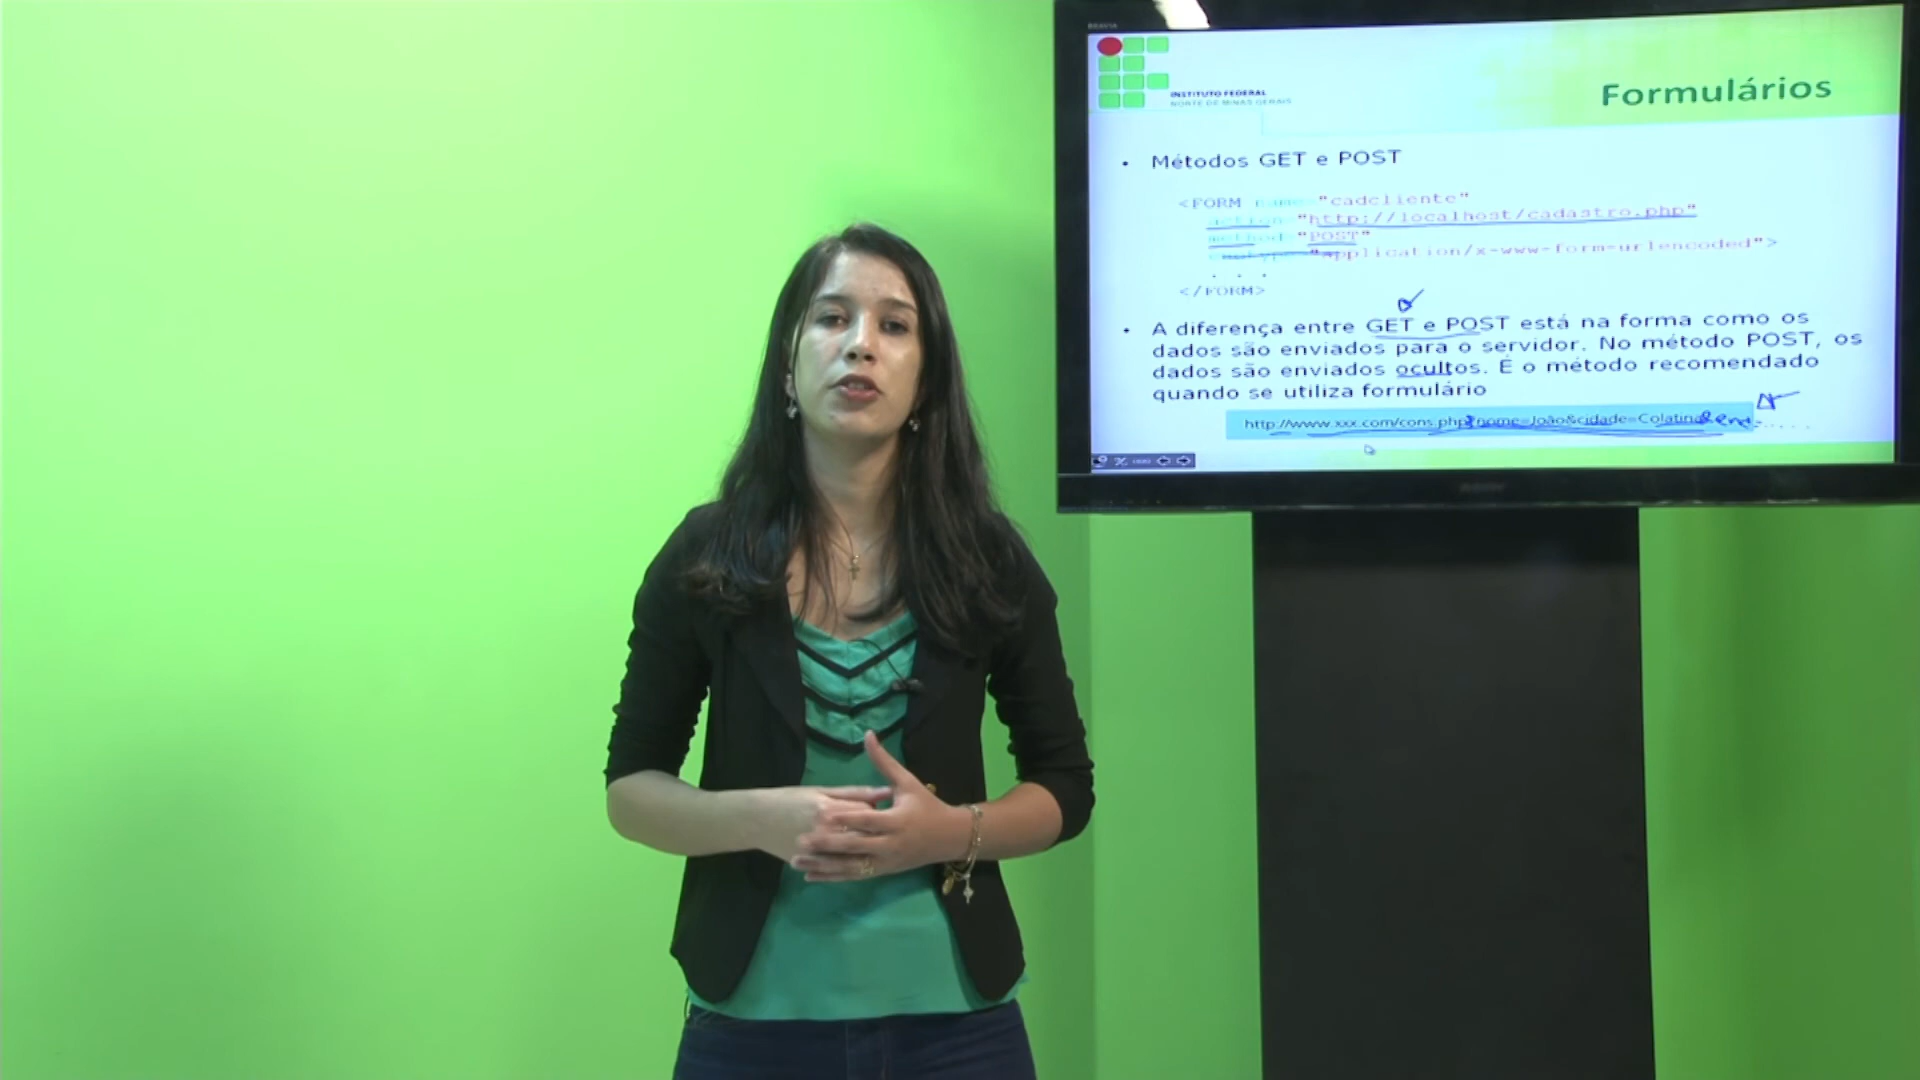 BRAVIA
INSTITUTO FEDERAL
NORTE DE MINAS GERAIS
Formulários
• Métodos GET e POST
<FORM name="cadcliente"
action="http://localhost/cadastro.php"
method="POST"
enctype="application/x-www-form-urlencoded">
. . .
</FORM>
• A diferença entre GET e POST está na forma como os
dados são enviados para o servidor. No método POST, os
dados são enviados ocultos. É o método recomendado
quando se utiliza formulário
http://www.xxx.com/cons.php?nome=João&cidade=Colatina